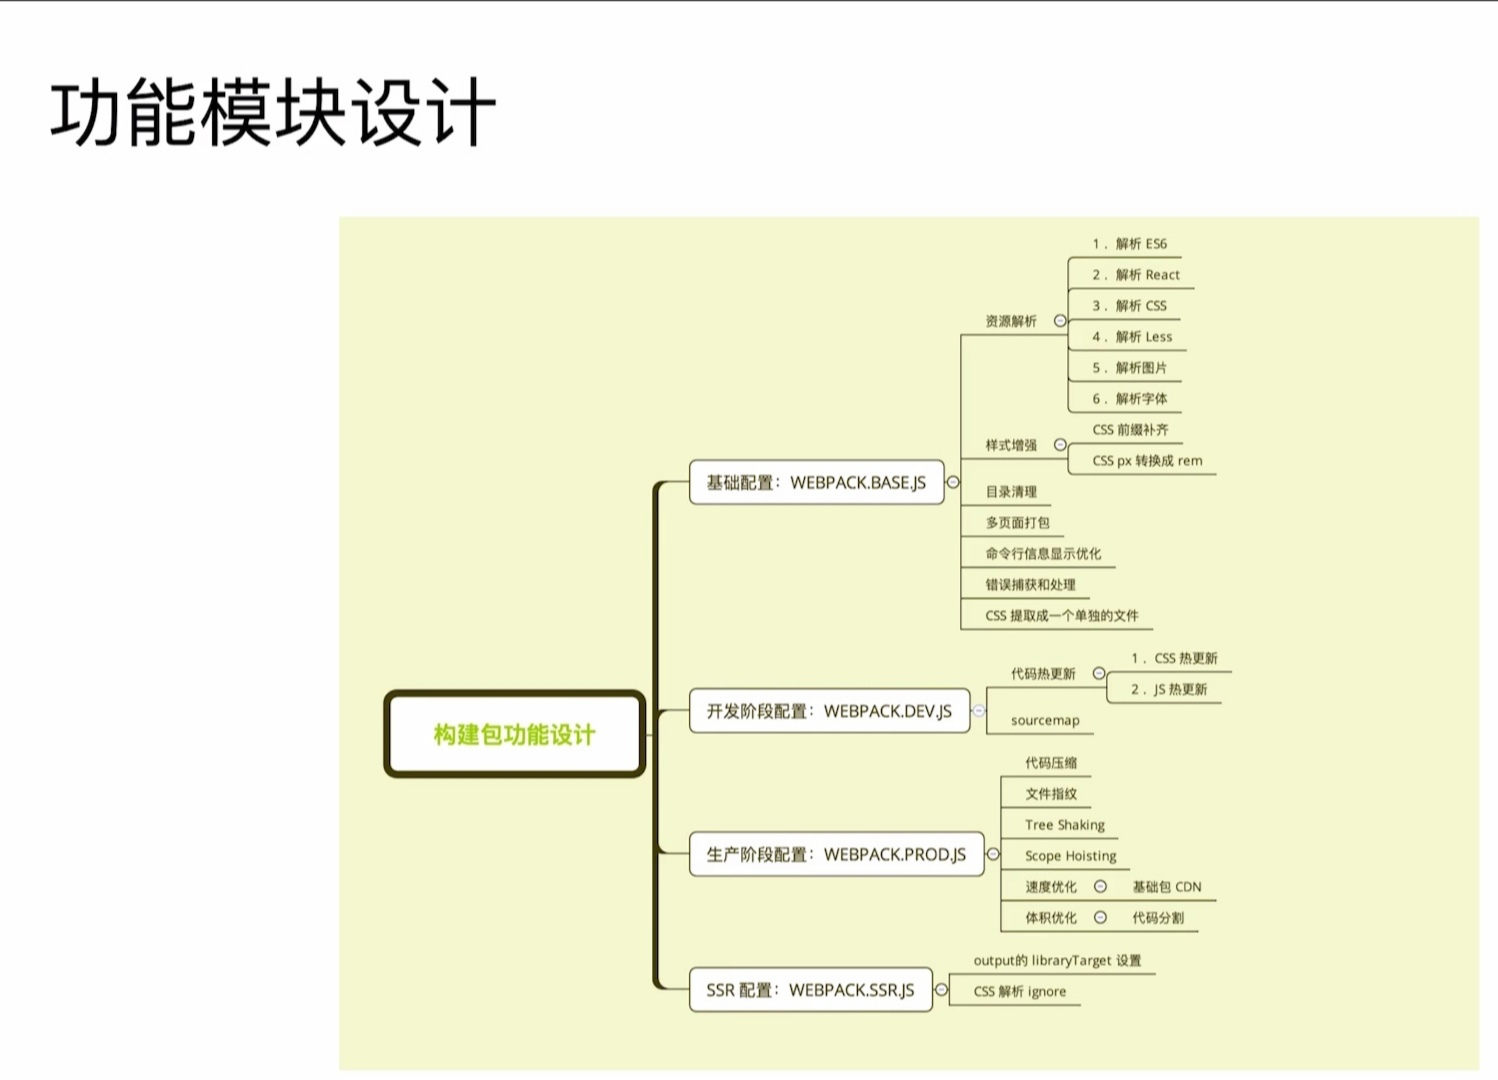 功能模块设计
构建包功能设计
基础配置：WEBPACK.BASE.JS
资源解析
1． 解析 ES6
2． 解析 React
3． 解析 CSS
4． 解析 Less
5． 解析图片
6． 解析字体
样式增强
CSS 前缀补齐
CSS px 转换成 rem
目录清理
多页面打包
命令行信息显示优化
错误捕获和处理
CSS 提取成一个单独的文件
开发阶段配置：WEBPACK.DEV.JS
代码热更新
1． CSS 热更新
2． JS 热更新
sourcemap
生产阶段配置：WEBPACK.PROD.JS
代码压缩
文件指纹
Tree Shaking
Scope Hoisting
速度优化 基础包 CDN
体积优化 代码分割
SSR 配置：WEBPACK.SSR.JS
output的 libraryTarget 设置
CSS 解析 ignore